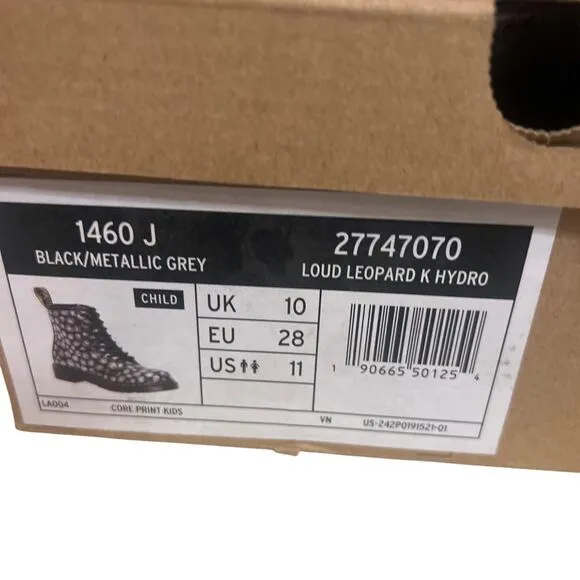 1460 J
BLACK/METALLIC GREY
27747070
LOUD LEOPARD K HYDRO
CHILD
UK 10
EU 28
US 11
1 90665 50125 4
LA004
CORE PRINT KIDS
VN
US-242PQ191521-01